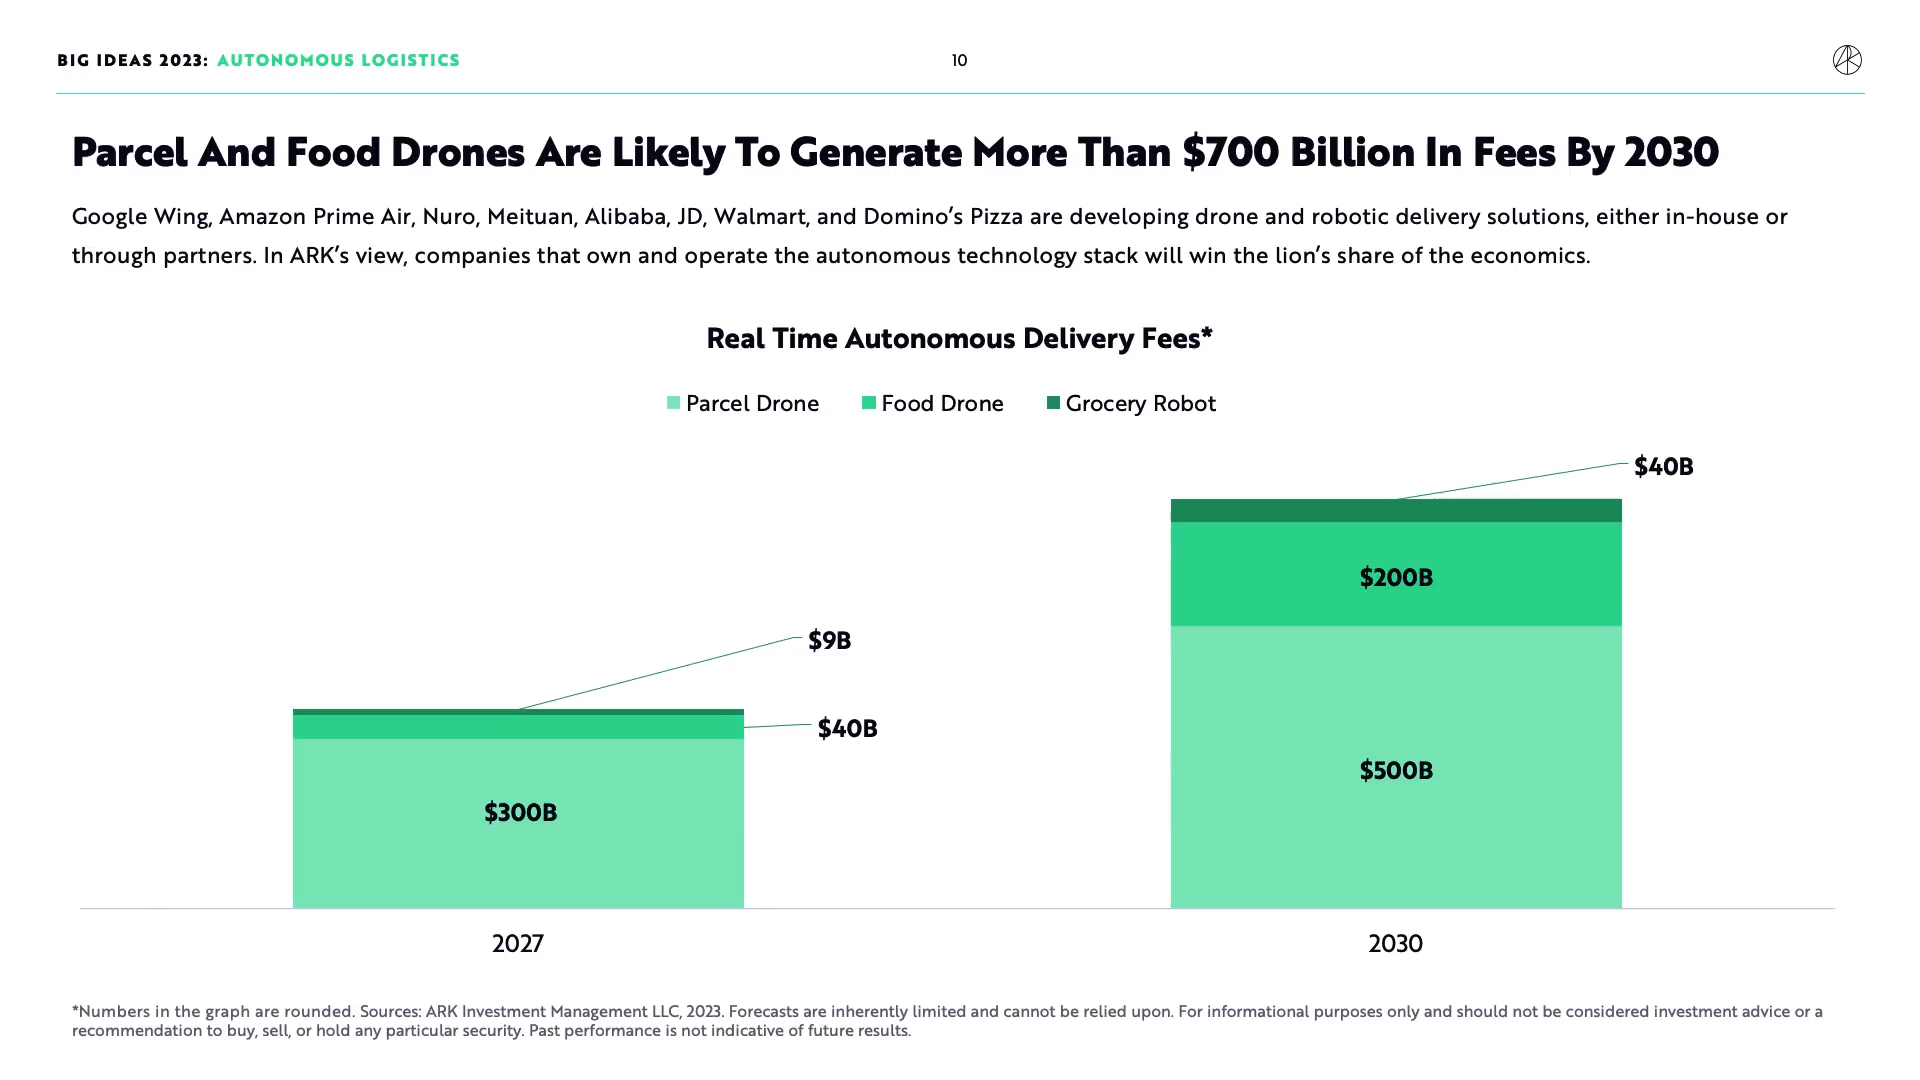 BIG IDEAS 2023: AUTONOMOUS LOGISTICS
10
Parcel And Food Drones Are Likely To Generate More Than $700 Billion In Fees By 2030
Google Wing, Amazon Prime Air, Nuro, Meituan, Alibaba, JD, Walmart, and Domino’s Pizza are developing drone and robotic delivery solutions, either in-house or
through partners. In ARK’s view, companies that own and operate the autonomous technology stack will win the lion’s share of the economics.
Real Time Autonomous Delivery Fees*
Parcel Drone Food Drone Grocery Robot
$9B
$40B
$300B
$40B
$200B
$500B
2027
2030
*Numbers in the graph are rounded. Sources: ARK Investment Management LLC, 2023. Forecasts are inherently limited and cannot be relied upon. For informational purposes only and should not be considered investment advice or a
recommendation to buy, sell, or hold any particular security. Past performance is not indicative of future results.